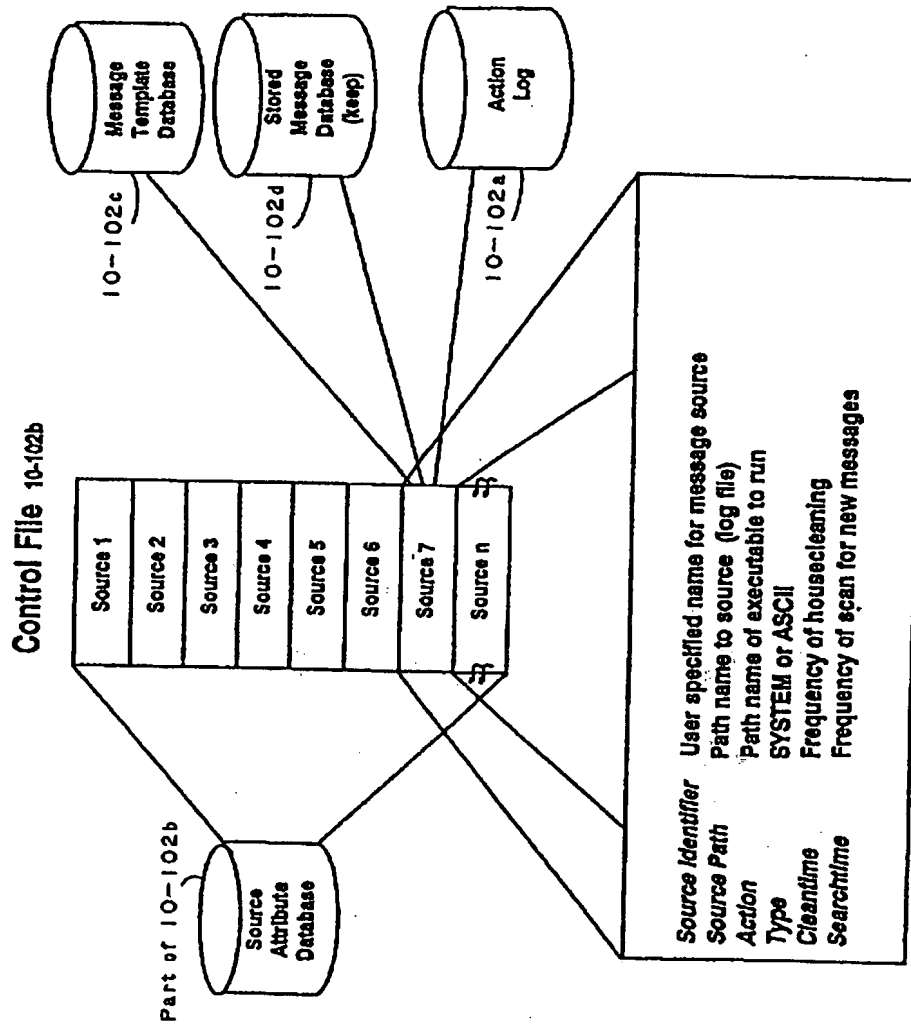 Control File 10-102b
Part of 10-102b
Source
Attribute
Database
Source 1
Source 2
Source 3
Source 4
Source 5
Source 6
Source 7
Source n
10-102c
Message
Template
Database
10-102d
Stored
Message
Database
(keep)
10-102a
Action
Log
Source Identifier User specified name for message source
Source Path Path name to source (log file)
Action Path name of executable to run
Type SYSTEM or ASCII
Cleantime Frequency of housecleaning
Searchtime Frequency of scan for new messages